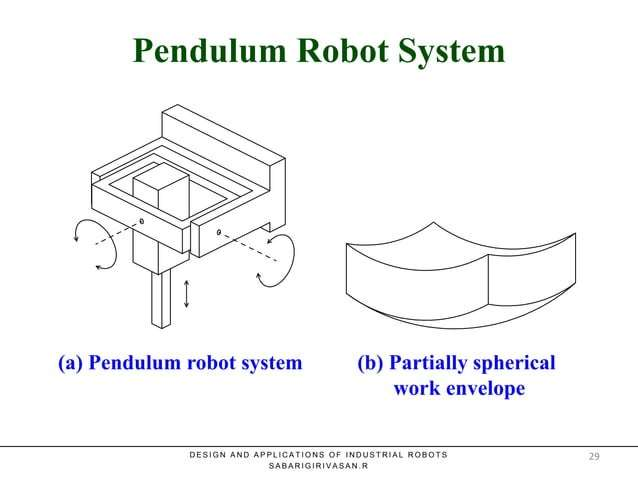 Pendulum Robot System
(a) Pendulum robot system
(b) Partially spherical
work envelope
DESIGN AND APPLICATIONS OF INDUSTRIAL ROBOTS
SABARIGIRIVASAN.R
29